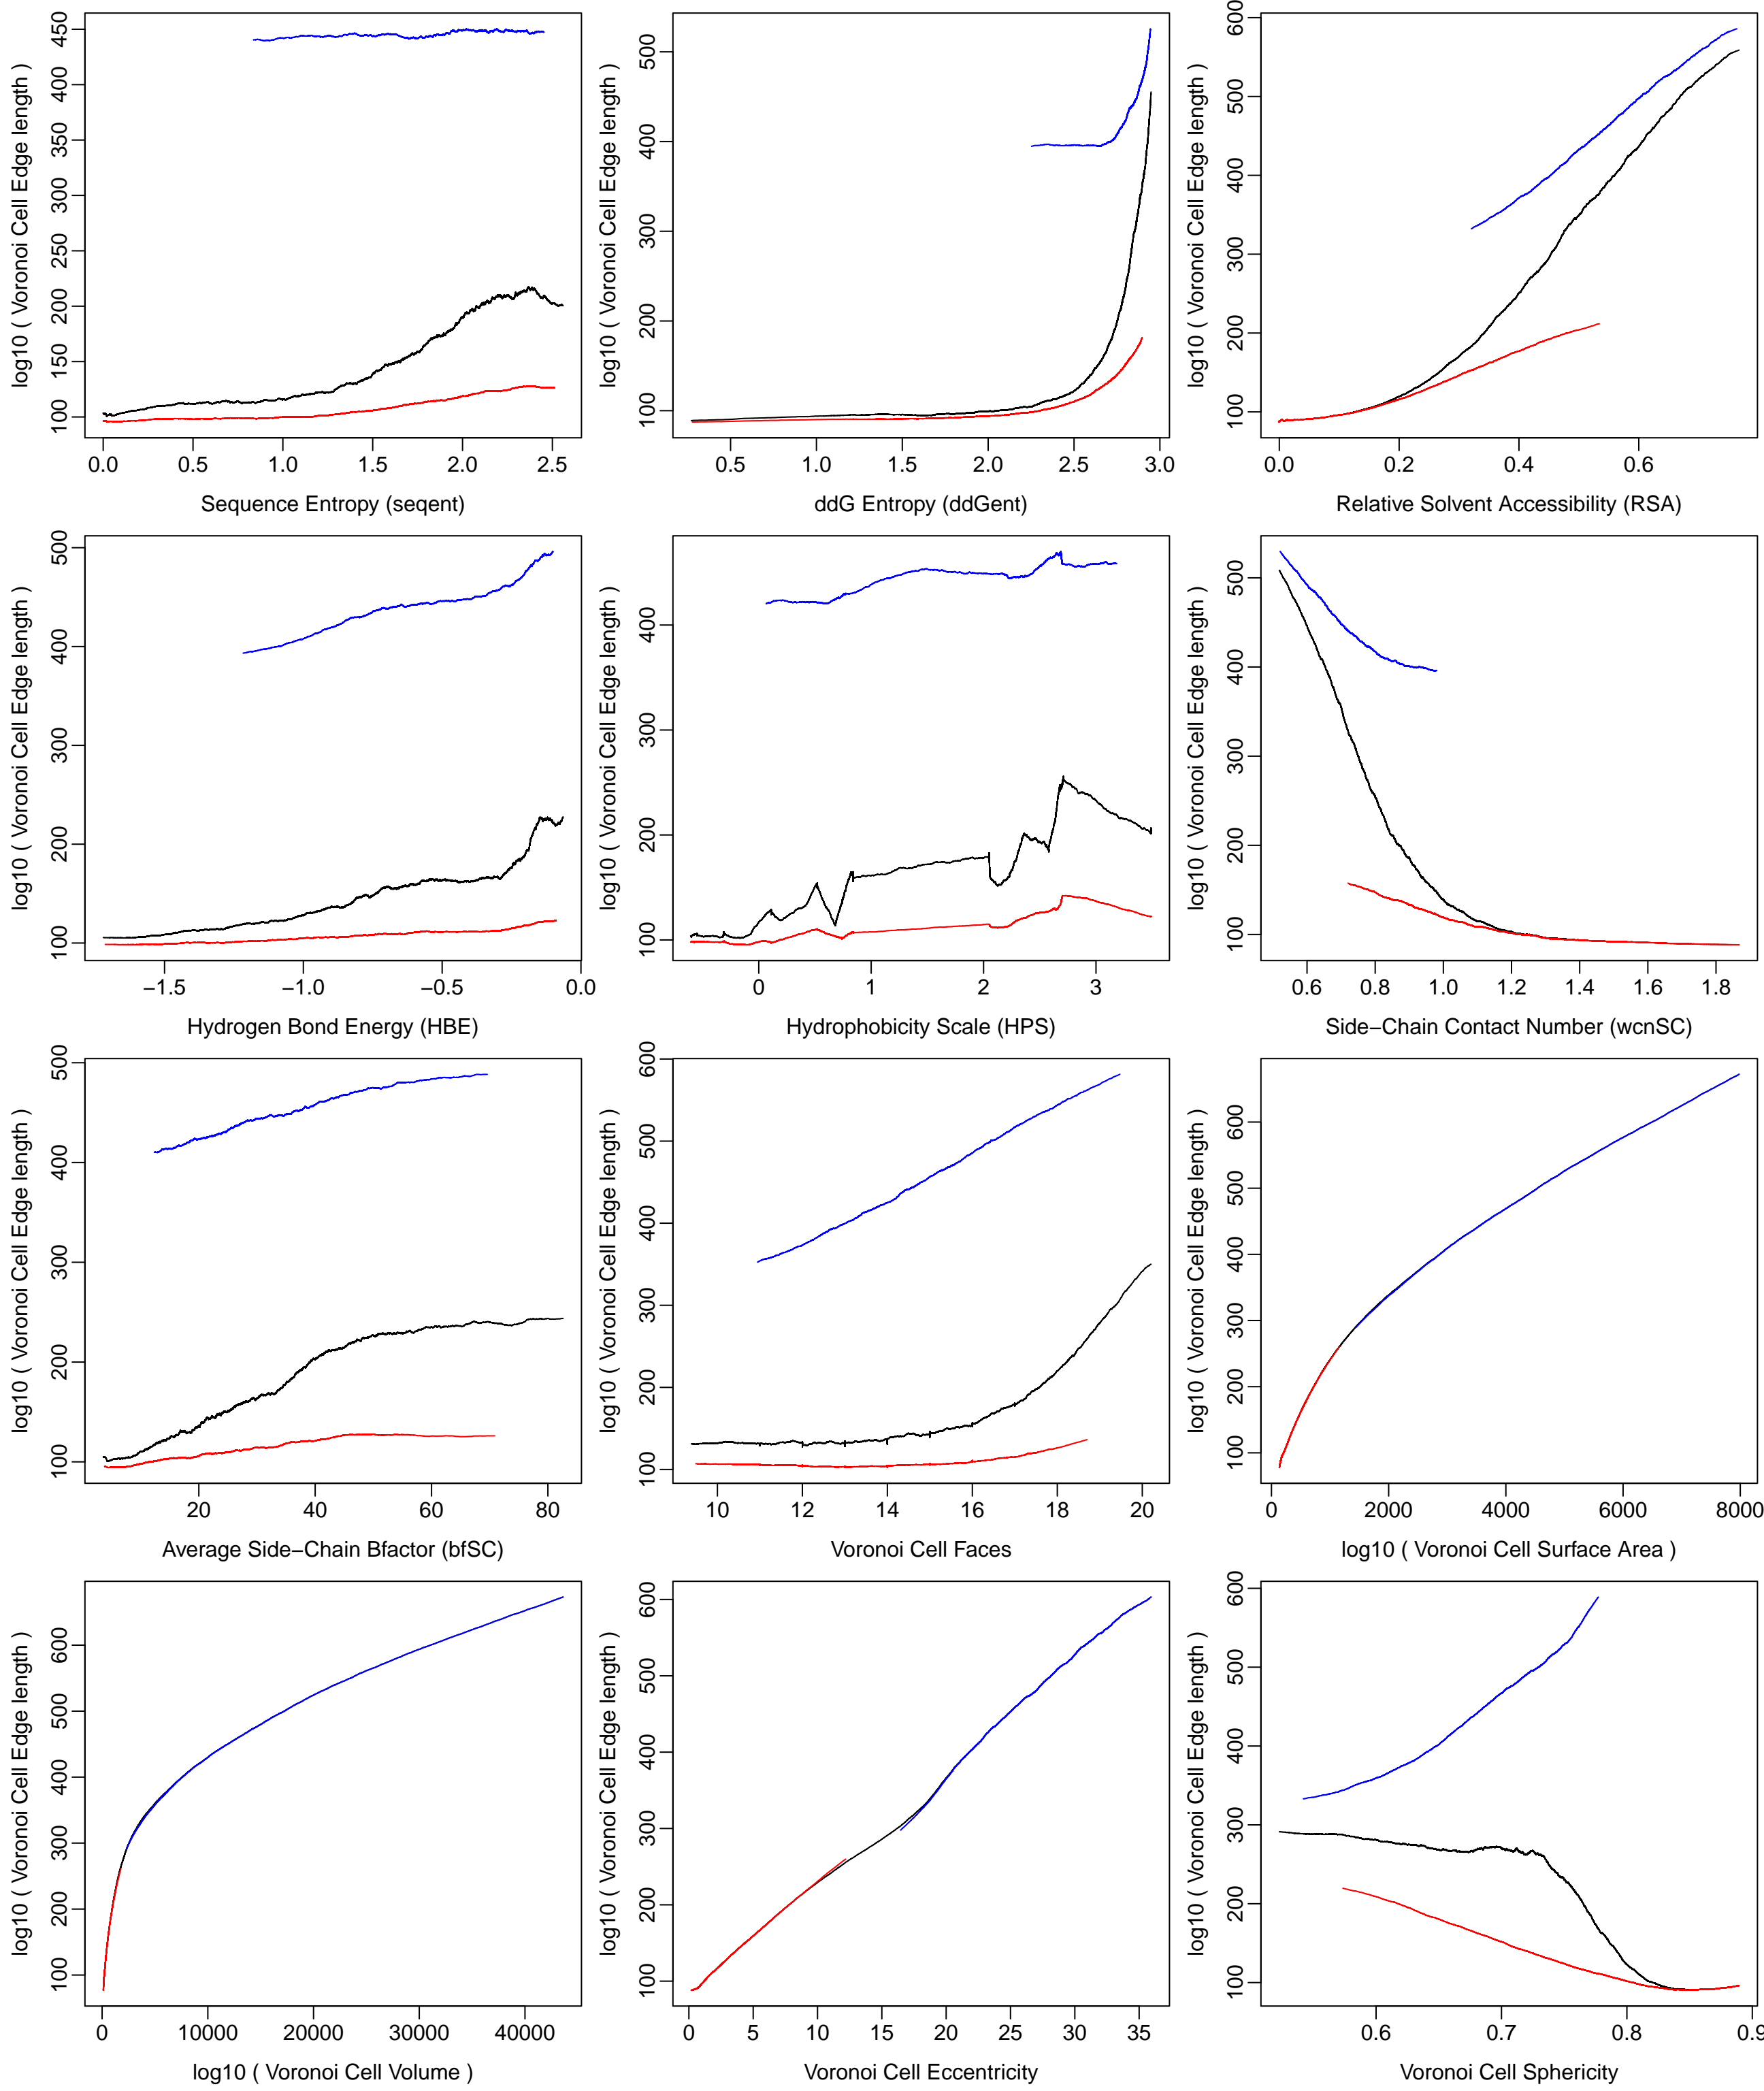 log10 ( Voronoi Cell Edge length )
450
400
350
300
250
200
150
100
0.0 0.5 1.0 1.5 2.0 2.5
Sequence Entropy (seqent)
log10 ( Voronoi Cell Edge length )
500
400
300
200
100
0.5 1.0 1.5 2.0 2.5 3.0
ddG Entropy (ddGent)
log10 ( Voronoi Cell Edge length )
600
500
400
300
200
100
0.0 0.2 0.4 0.6
Relative Solvent Accessibility (RSA)
log10 ( Voronoi Cell Edge length )
500
400
300
200
100
−1.5 −1.0 −0.5 0.0
Hydrogen Bond Energy (HBE)
log10 ( Voronoi Cell Edge length )
400
300
200
100
0 1 2 3
Hydrophobicity Scale (HPS)
log10 ( Voronoi Cell Edge length )
500
400
300
200
100
0.6 0.8 1.0 1.2 1.4 1.6 1.8
Side−Chain Contact Number (wcnSC)
log10 ( Voronoi Cell Edge length )
500
400
300
200
100
20 40 60 80
Average Side−Chain Bfactor (bfSC)
log10 ( Voronoi Cell Edge length )
600
500
400
300
200
100
10 12 14 16 18 20
Voronoi Cell Faces
log10 ( Voronoi Cell Edge length )
600
500
400
300
200
100
0 2000 4000 6000 8000
log10 ( Voronoi Cell Surface Area )
log10 ( Voronoi Cell Edge length )
600
500
400
300
200
100
0 10000 20000 30000 40000
log10 ( Voronoi Cell Volume )
log10 ( Voronoi Cell Edge length )
600
500
400
300
200
100
0 5 10 15 20 25 30 35
Voronoi Cell Eccentricity
log10 ( Voronoi Cell Edge length )
600
500
400
300
200
100
0.6 0.7 0.8 0.9
Voronoi Cell Sphericity